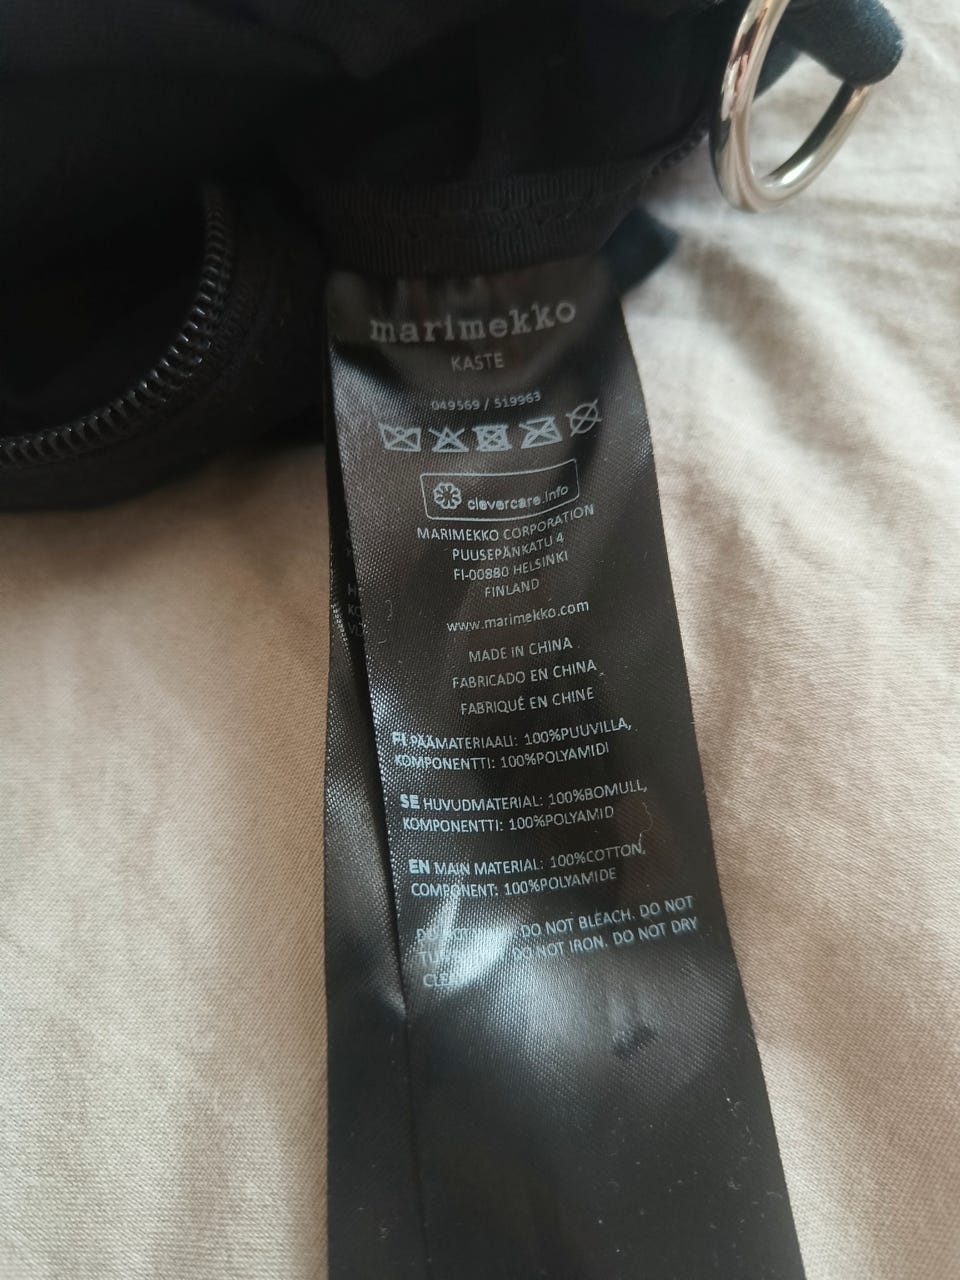 marimekko
KASTE
049569 / 519963
clevercare.info
MARIMEKKO CORPORATION
PUUSEPÄNKATU 4
FI-00880 HELSINKI
FINLAND
www.marimekko.com
MADE IN CHINA
FABRICADO EN CHINA
FABRIQUÉ EN CHINE
FI PÄÄMATERIAALI: 100%PUUVILLA,
KOMPONENTTI: 100%POLYAMIDI
SE HUVUDMATERIAL: 100%BOMULL,
KOMPONENTTI: 100%POLYAMID
EN MAIN MATERIAL: 100%COTTON,
COMPONENT: 100%POLYAMIDE
DO NOT BLEACH. DO NOT
DO NOT IRON. DO NOT DRY